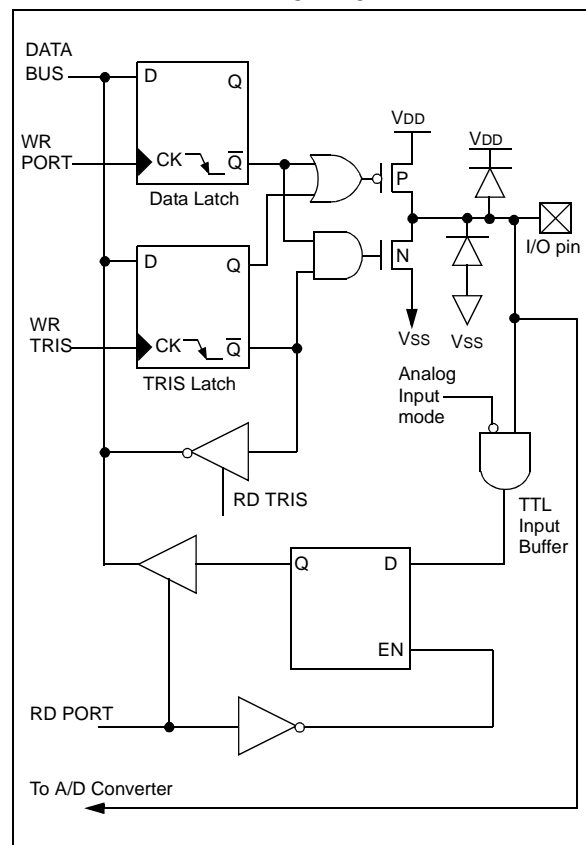 DATA
BUS
D
Q
VDD
VDD
WR
PORT
CK
Q
P
Data Latch
I/O pin
D
Q
N
WR
TRIS
CK
Q
VSS
VSS
TRIS Latch
Analog
Input
mode
RD TRIS
TTL
Input
Buffer
Q
D
EN
RD PORT
To A/D Converter